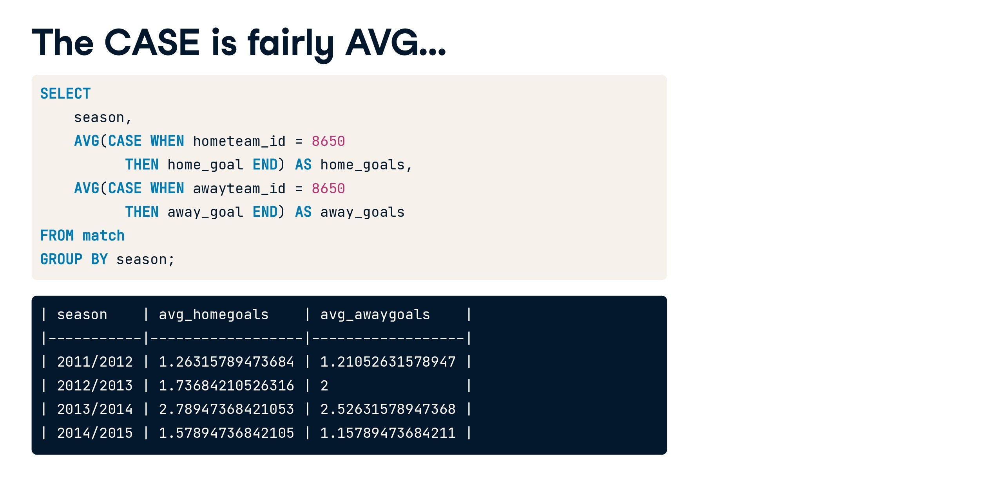 The CASE is fairly AVG...
SELECT
    season,
    AVG(CASE WHEN hometeam_id = 8650
          THEN home_goal END) AS home_goals,
    AVG(CASE WHEN awayteam_id = 8650
          THEN away_goal END) AS away_goals
FROM match
GROUP BY season;
| season    | avg_homegoals    | avg_awaygoals    |
|-----------|------------------|------------------|
| 2011/2012 | 1.26315789473684 | 1.21052631578947 |
| 2012/2013 | 1.73684210526316 | 2                |
| 2013/2014 | 2.78947368421053 | 2.52631578947368 |
| 2014/2015 | 1.57894736842105 | 1.15789473684211 |